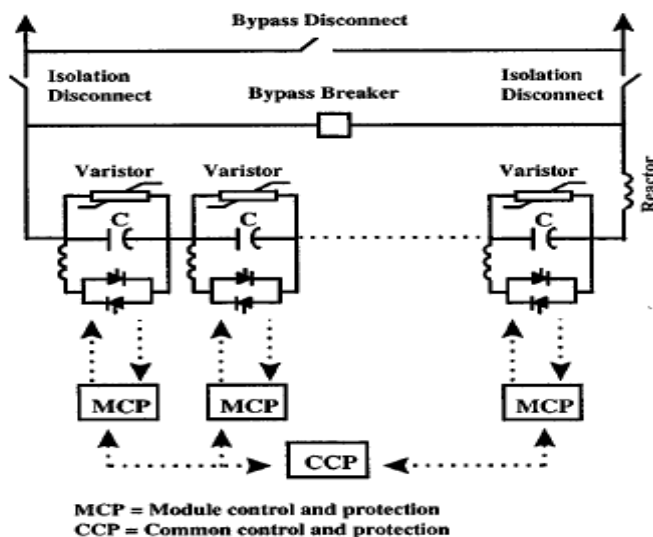 Bypass Disconnect
Isolation
Disconnect
Bypass Breaker
Isolation
Disconnect
Varistor
Varistor
Varistor
Reactor
C
C
C
MCP
MCP
MCP
CCP
MCP = Module control and protection
CCP = Common control and protection